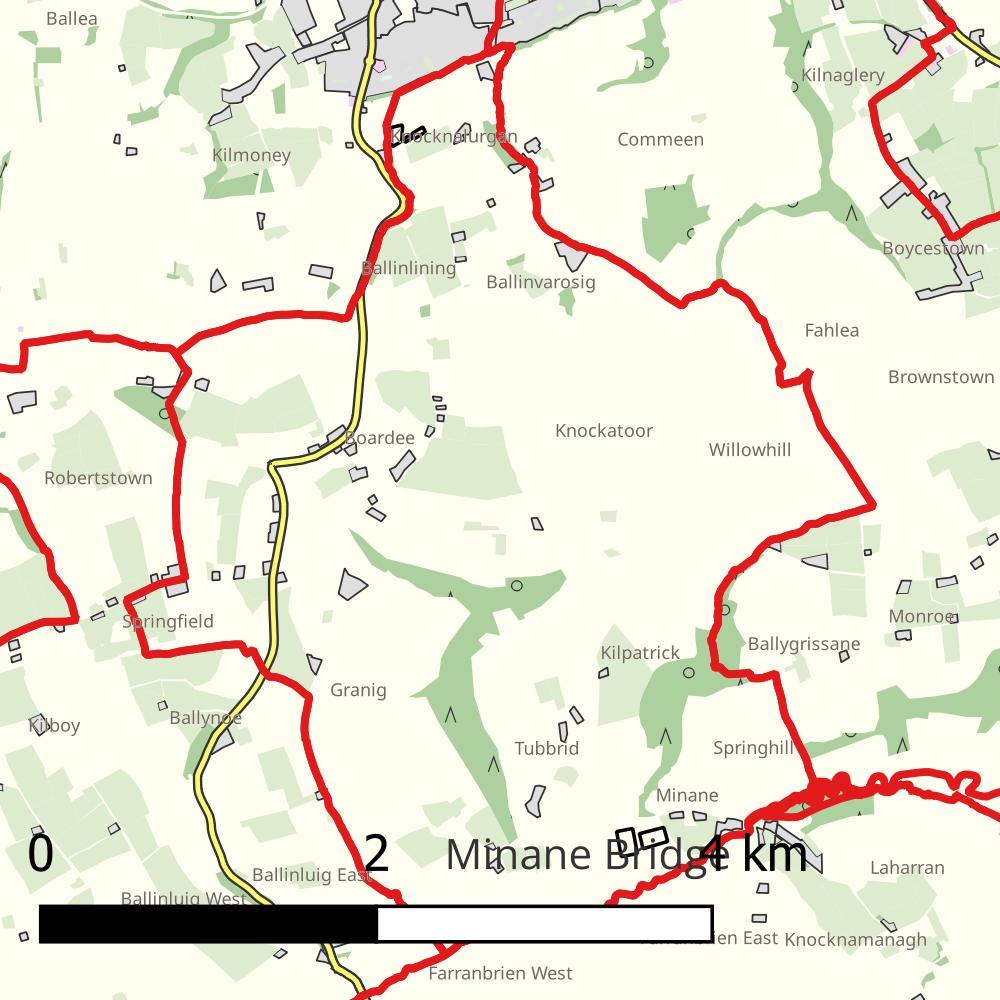 Ballea
Kilnaglery
Knocknalurgan
Commeen
Kilmoney
Boycestown
Ballinlining
Ballinvarosig
Fahlea
Brownstown
Knockatoor
Boardee
Willowhill
Robertstown
Monroe
Springfield
Ballygrissane
Kilpatrick
Granig
Ballynoe
Kilboy
Tubbrid
Springhill
Minane
0 2 4 km
Minane Bridge
Laharran
Ballinluig East
Ballinluig West
Farranbrien East
Knocknamanagh
Farranbrien West